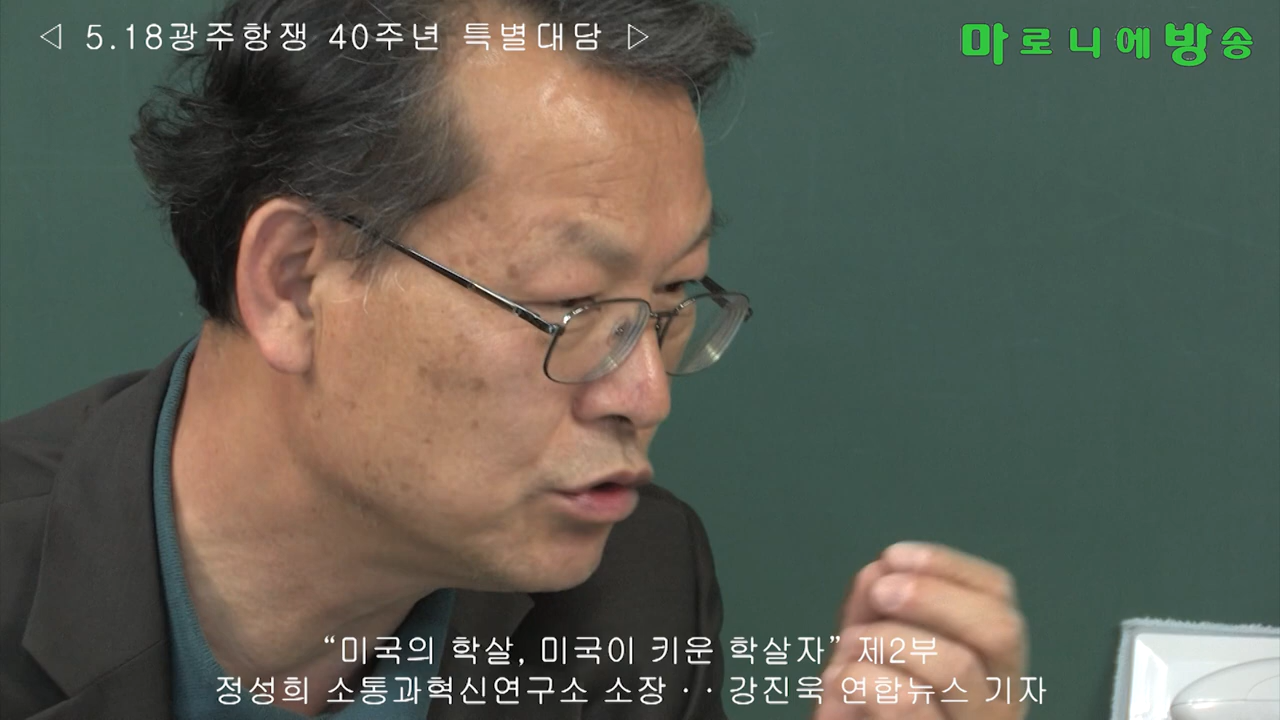 ◁ 5.18광주항쟁 40주년 특별대담 ▷
마로니에방송
“미국의 학살, 미국이 키운 학살자” 제2부
정성희 소통과혁신연구소 소장 ·· 강진욱 연합뉴스 기자